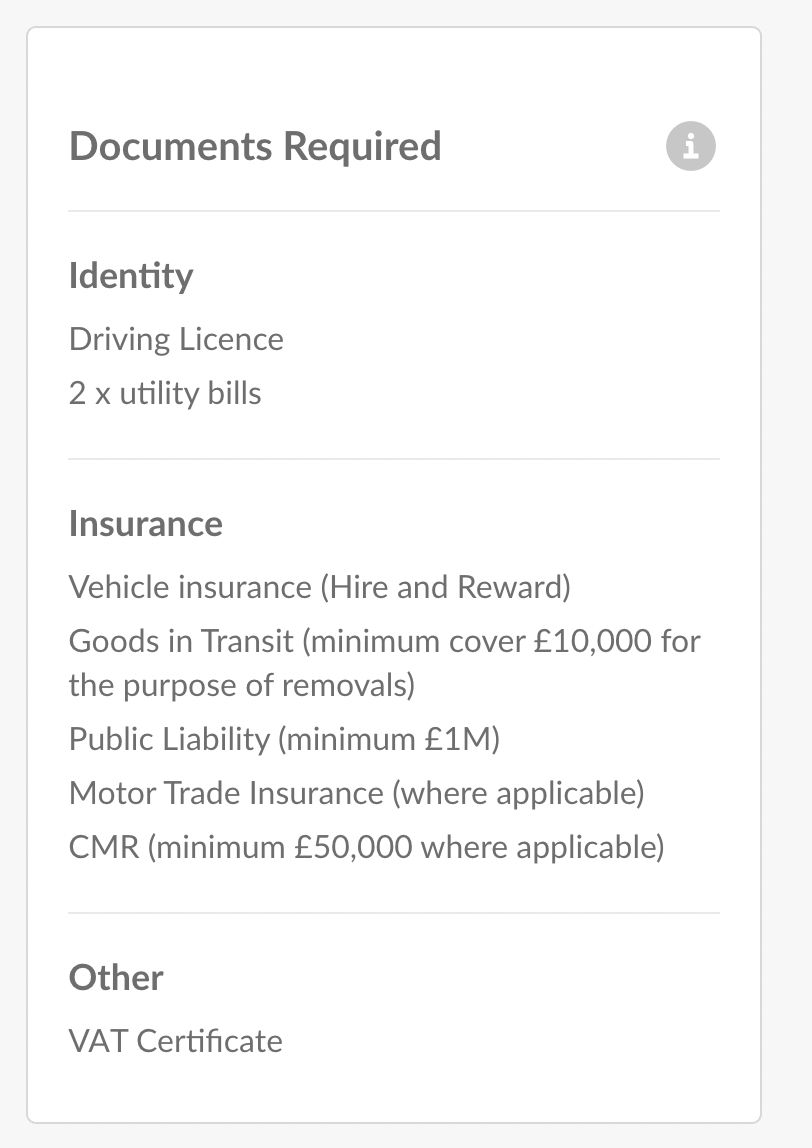 Documents Required
Identity
Driving Licence
2 x utility bills
Insurance
Vehicle insurance (Hire and Reward)
Goods in Transit (minimum cover £10,000 for
the purpose of removals)
Public Liability (minimum £1M)
Motor Trade Insurance (where applicable)
CMR (minimum £50,000 where applicable)
Other
VAT Certificate